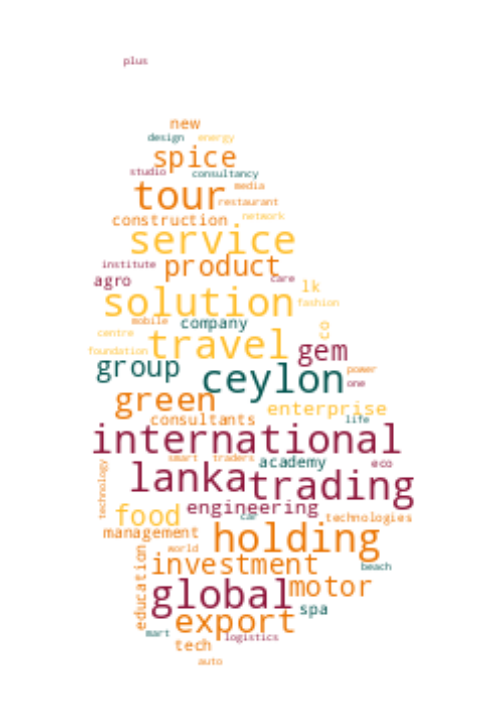 plus
new
design energy
spice
studio consultancy
tour media
restaurant
construction network
service
institute product
agro care lk
solution fashion
mobile company co
centre
travel gem
foundation
group ceylon power
one
green enterprise
consultants life
international
smart traders academy eco
lanka trading
technology
engineering
food car technologies
management holding
world
education investment beach
global motor
spa
export
mart logistics
tech
auto